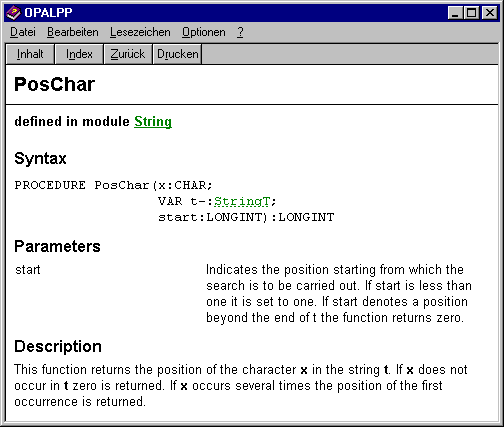 OPALPP
Datei Bearbeiten Lesezeichen Optionen ?
Inhalt Index Zurück Drucken
PosChar
defined in module String
Syntax
PROCEDURE PosChar(x:CHAR;
VAR t-:StringT;
start:LONGINT):LONGINT
Parameters
start Indicates the position starting from which the
search is to be carried out. If start is less than
one it is set to one. If start denotes a position
beyond the end of t the function returns zero.
Description
This function returns the position of the character x in the string t. If x does not
occur in t zero is returned. If x occurs several times the position of the first
occurrence is returned.